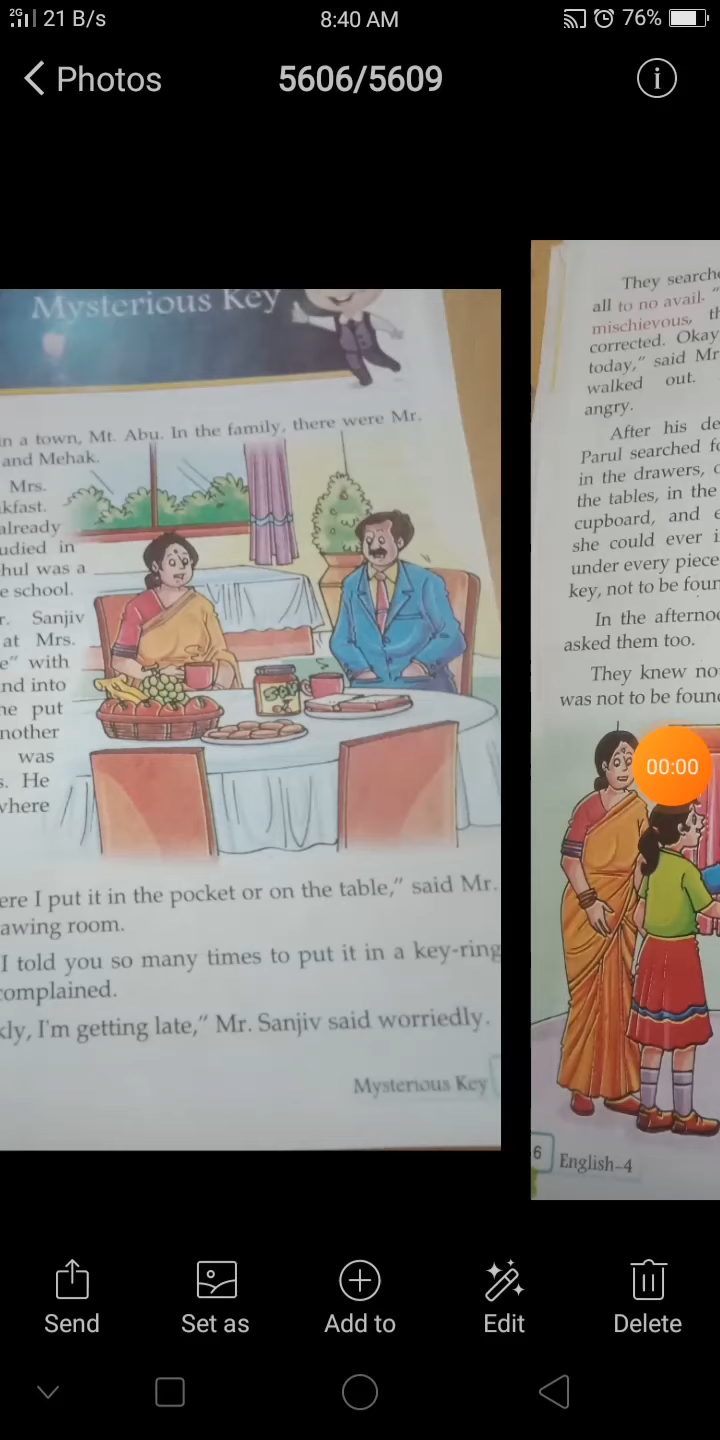 2G 21 B/s 8:40 AM 76%
Photos 5606/5609 i
Mysterious Key
in a town, Mt. Abu. In the family, there were Mr.
and Mehak.
Mrs.
kfast.
already
udied in
hul was a
e school.
r. Sanjiv
at Mrs.
e" with
nd into
he put
nother
was
s. He
where
ere I put it in the pocket or on the table," said Mr.
awing room.
I told you so many times to put it in a key-ring
complained.
kly, I'm getting late," Mr. Sanjiv said worriedly.
Mysterious Key
They searche
all to no avail. "
mischievous, th
corrected. Okay
today," said Mr
walked out.
angry.
After his de
Parul searched fo
in the drawers, o
the tables, in the
cupboard, and e
she could ever i
under every piece
key, not to be foun
In the afternoo
asked them too.
They knew no
was not to be found
00:00
6 English-4
Send Set as Add to Edit Delete